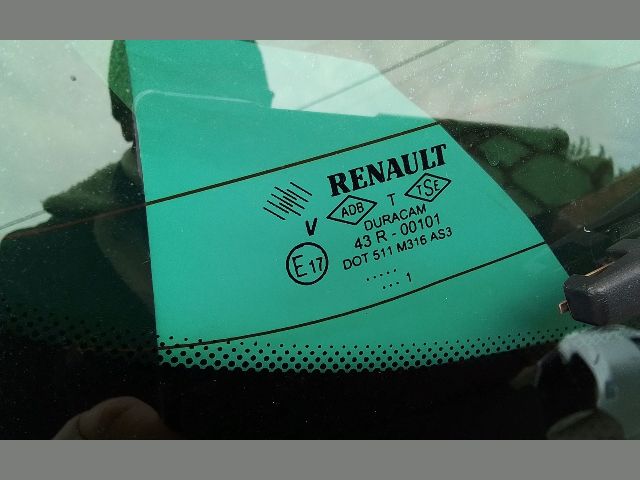 RENAULT
V ADB T TSE
DURACAM
E17 43 R - 00101
DOT 511 M316 AS3
.....
... 1